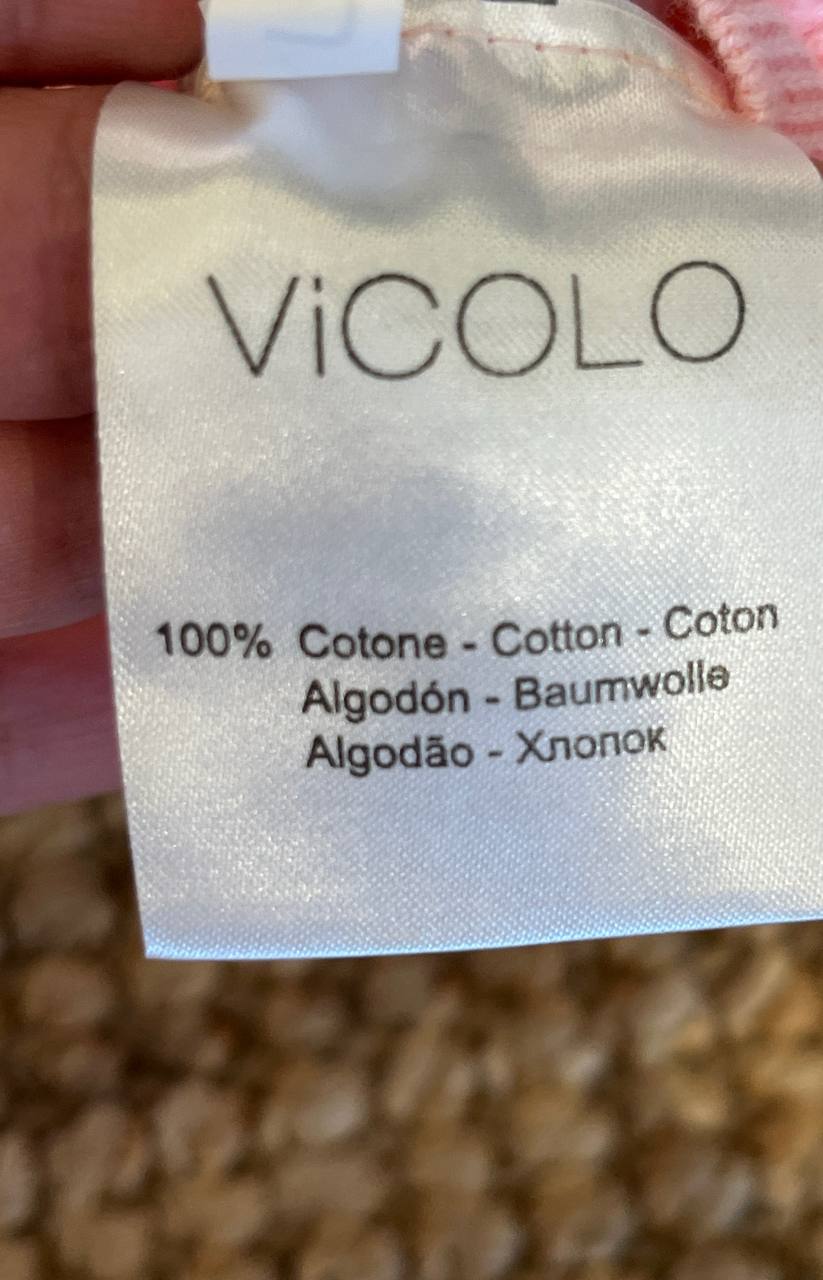 ViCOLO
100% Cotone - Cotton - Coton
Algodón - Baumwolle
Algodão - Хлопок